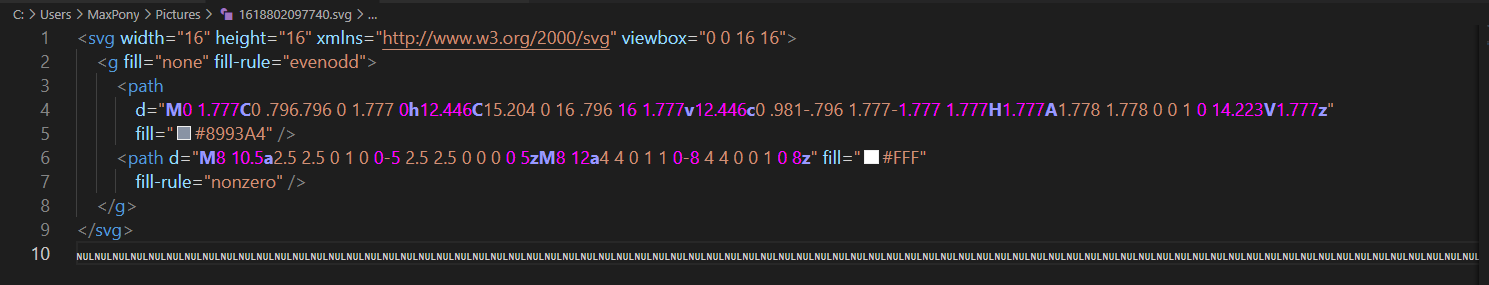 C: > Users > MaxPony > Pictures > 1618802097740.svg > ...
1 <svg width="16" height="16" xmlns="http://www.w3.org/2000/svg" viewbox="0 0 16 16">
2 <g fill="none" fill-rule="evenodd">
3 <path
4 d="M0 1.777C0 .796.796 0 1.777 0h12.446C15.204 0 16 .796 16 1.777v12.446c0 .981-.796 1.777-1.777 1.777H1.777A1.778 1.778 0 0 1 0 14.223V1.777z"
5 fill="#8993A4" />
6 <path d="M8 10.5a2.5 2.5 0 1 0 0-5 2.5 2.5 0 0 0 0 5zM8 12a4 4 0 1 1 0-8 4 4 0 0 1 0 8z" fill="#FFF"
7 fill-rule="nonzero" />
8 </g>
9 </svg>
10 NULNULNULNULNULNULNULNULNULNULNULNULNULNULNULNULNULNULNULNULNULNULNULNULNULNULNULNULNULNULNULNULNULNULNULNULNULNULNULNULNULNULNULNULNULNULNULNULNULNULNULNULNULNULNULNULNULNULNULNULNULNULNULNULNULNULNULNULNULNULNULNULNULNULNULNULNUL